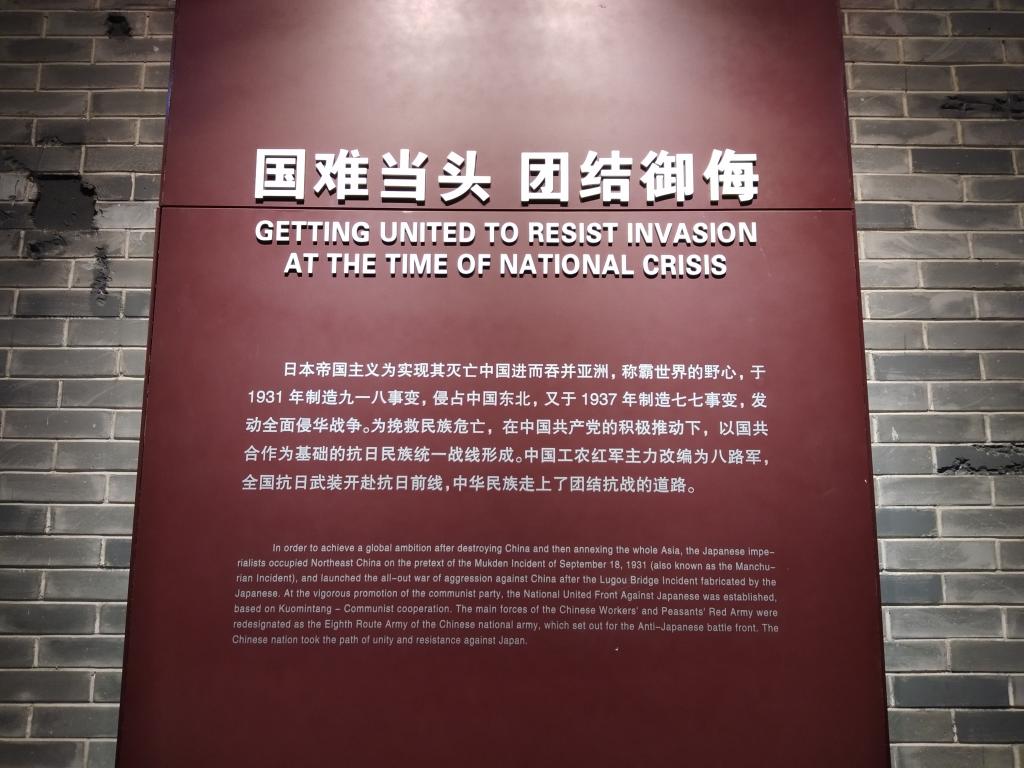 国难当头 团结御侮
GETTING UNITED TO RESIST INVASION
AT THE TIME OF NATIONAL CRISIS
日本帝国主义为实现其灭亡中国进而吞并亚洲，称霸世界的野心，于
1931 年制造九一八事变，侵占中国东北，又于 1937 年制造七七事变，发
动全面侵华战争。为挽救民族危亡，在中国共产党的积极推动下，以国共
合作为基础的抗日民族统一战线形成。中国工农红军主力改编为八路军，
全国抗日武装开赴抗日前线，中华民族走上了团结抗战的道路。
In order to achieve a global ambition after destroying China and then annexing the whole Asia, the Japanese impe-
rialists occupied Northeast China on the pretext of the Mukden Incident of September 18, 1931 (also known as the Manchu-
rian Incident), and launched the all-out war of aggression against China after the Lugou Bridge Incident fabricated by the
Japanese. At the vigorous promotion of the communist party, the National United Front Against Japanese was established,
based on Kuomintang - Communist cooperation. The main forces of the Chinese Workers' and Peasants' Red Army were
redesignated as the Eighth Route Army of the Chinese national army, which set out for the Anti-Japanese battle front. The
Chinese nation took the path of unity and resistance against Japan.